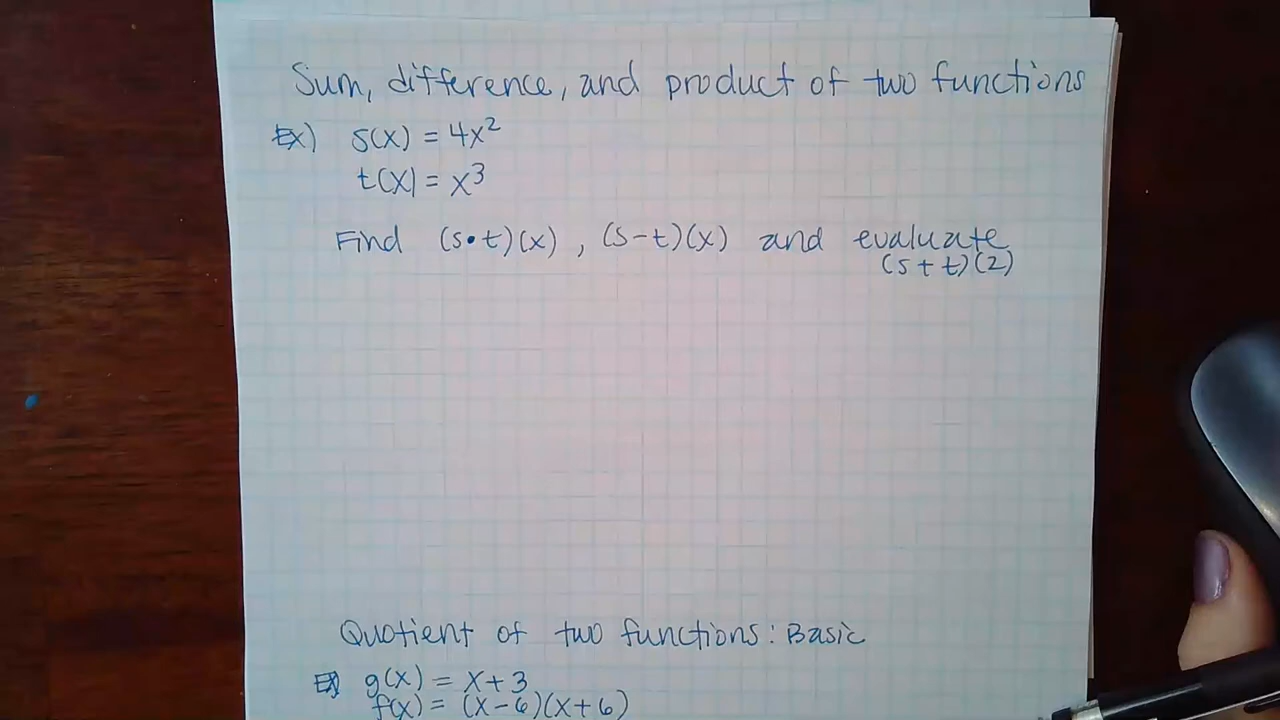 Sum, difference, and product of two functions
Ex) s(x) = 4x²
t(x) = x³
Find (s•t)(x), (s-t)(x) and evaluate
(s+t)(2)
Quotient of two functions: Basic
Ex) g(x) = x+3
f(x) = (x-6)(x+6)